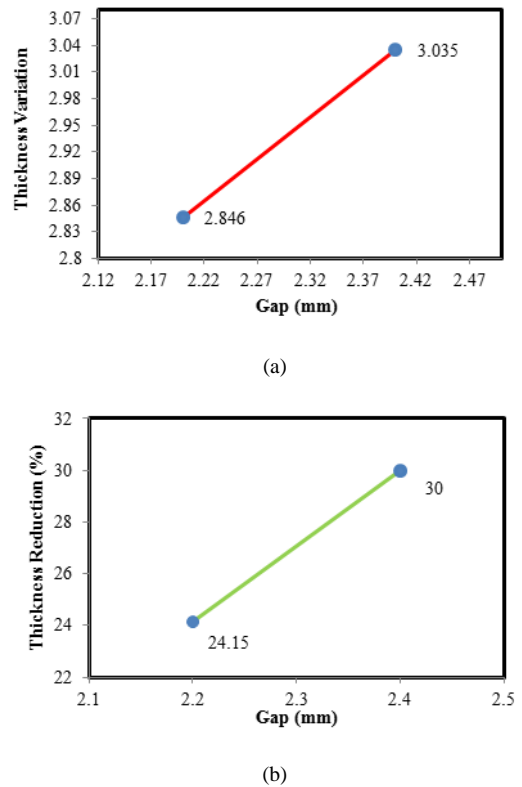 3.07
3.04
3.01
2.98
2.95
2.92
2.89
2.86
2.83
2.8
Thickness Variation
3.035
2.846
2.12 2.17 2.22 2.27 2.32 2.37 2.42 2.47
Gap (mm)
(a)
32
30
28
26
24
22
Thickness Reduction (%)
30
24.15
2.1 2.2 2.3 2.4 2.5
Gap (mm)
(b)